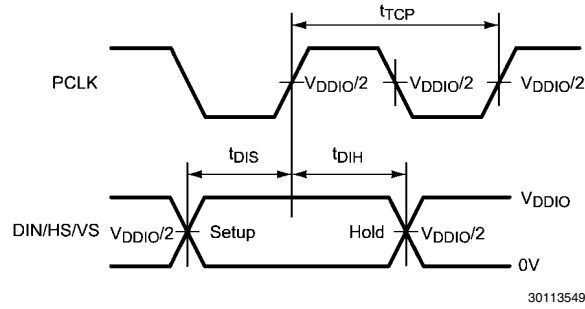 tTCP
PCLK VDDIO/2 VDDIO/2 VDDIO/2
tDIS tDIH
VDDIO
DIN/HS/VS VDDIO/2 Setup Hold VDDIO/2
0V
30113549